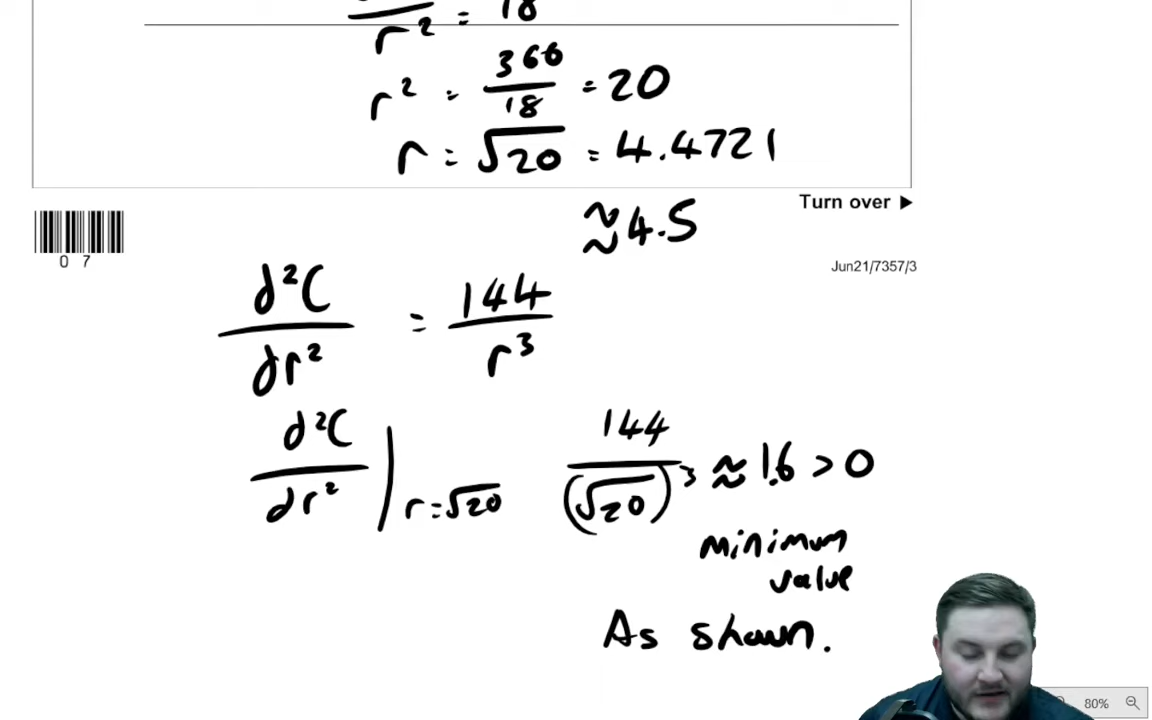 r² = 18
r² = 360/18 = 20
r = √20 = 4.4721
Turn over ▶
≈ 4.5
0 7
Jun21/7357/3
d²C/dr² = 144/r³
d²C/dr² | r=√20 144/(√20)³ ≈ 1.6 > 0
minimum
value
As shown.
80%